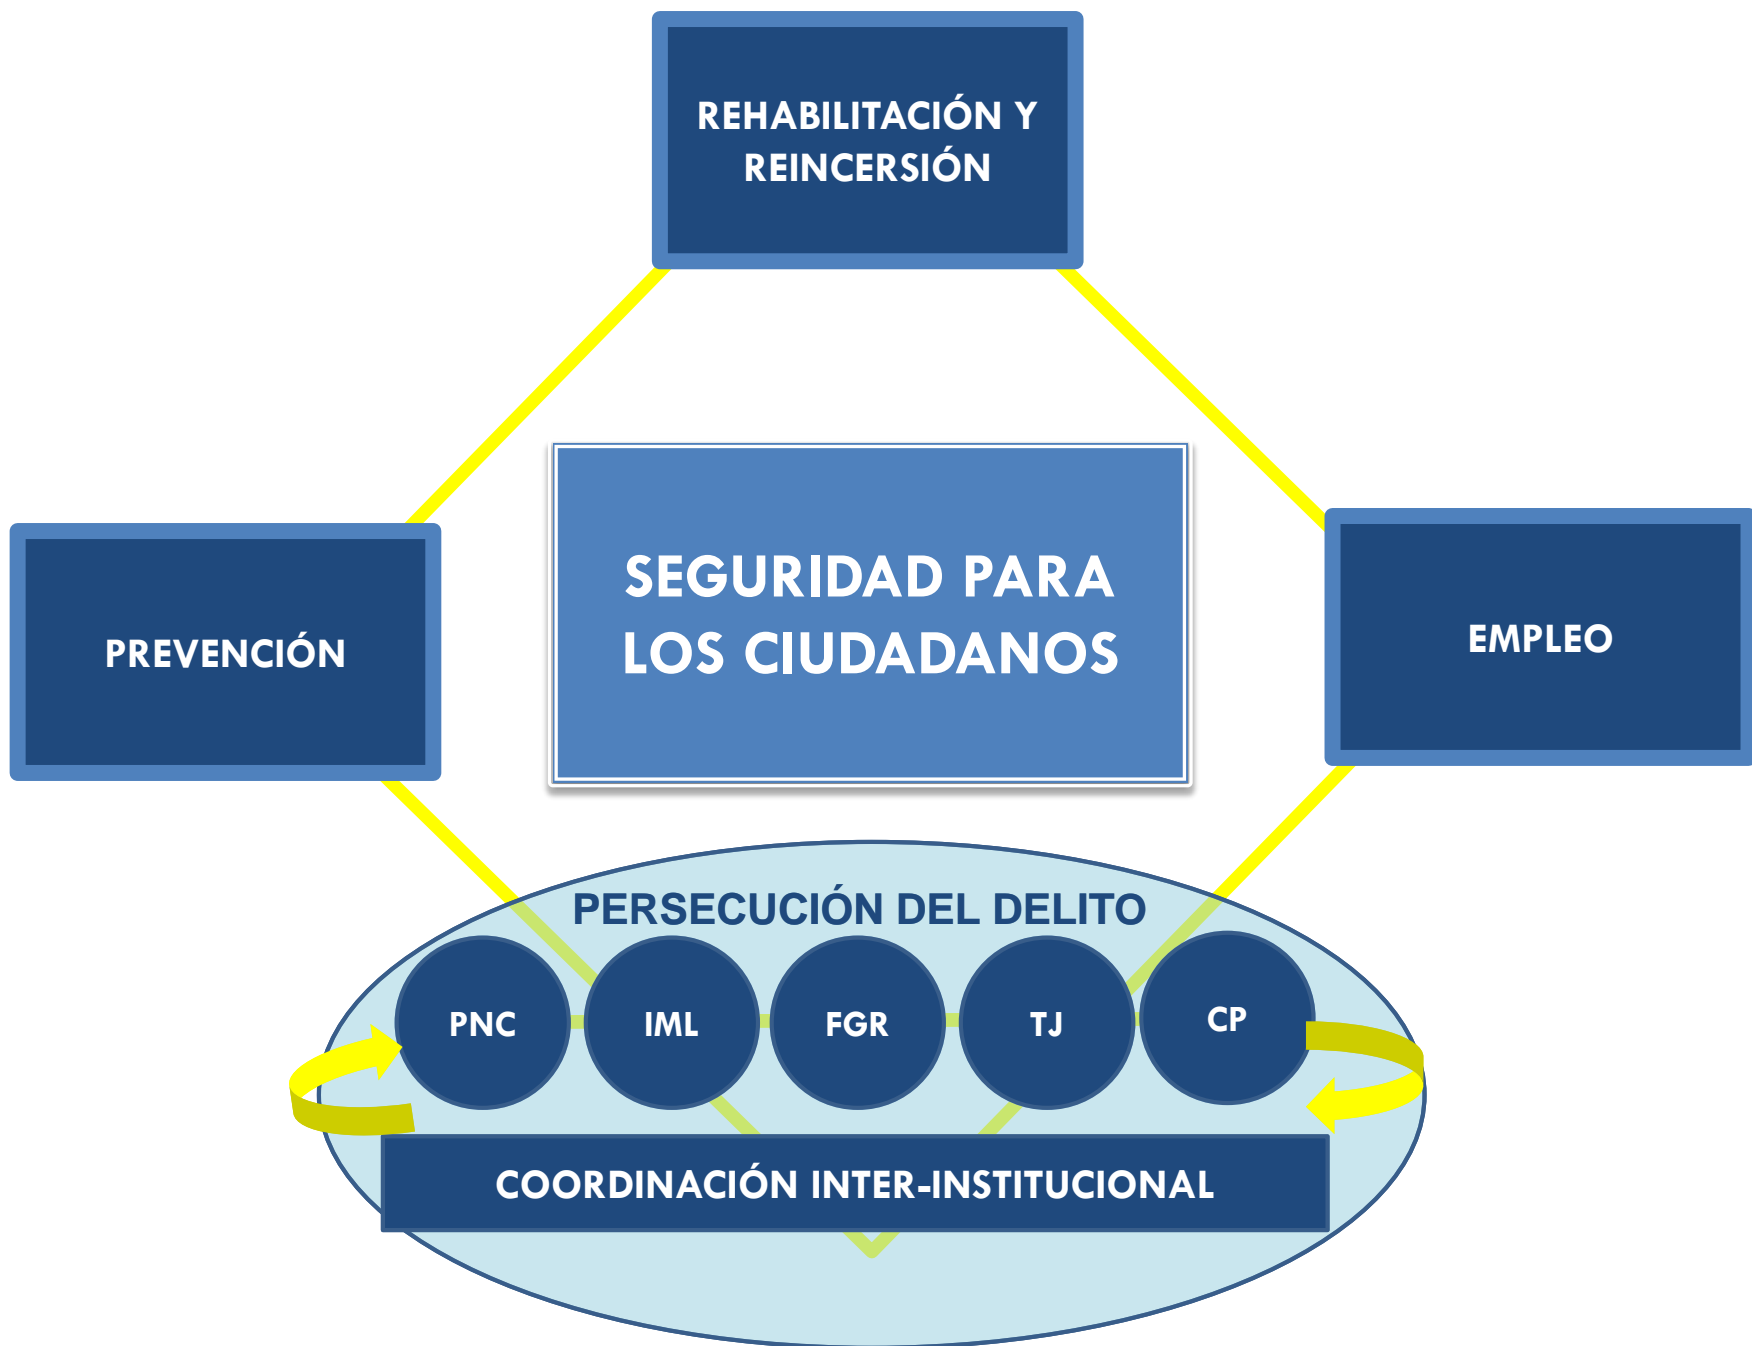 REHABILITACIÓN Y
REINCERSIÓN
SEGURIDAD PARA
LOS CIUDADANOS
PREVENCIÓN
EMPLEO
PERSECUCIÓN DEL DELITO
PNC
IML
FGR
TJ
CP
COORDINACIÓN INTER-INSTITUCIONAL